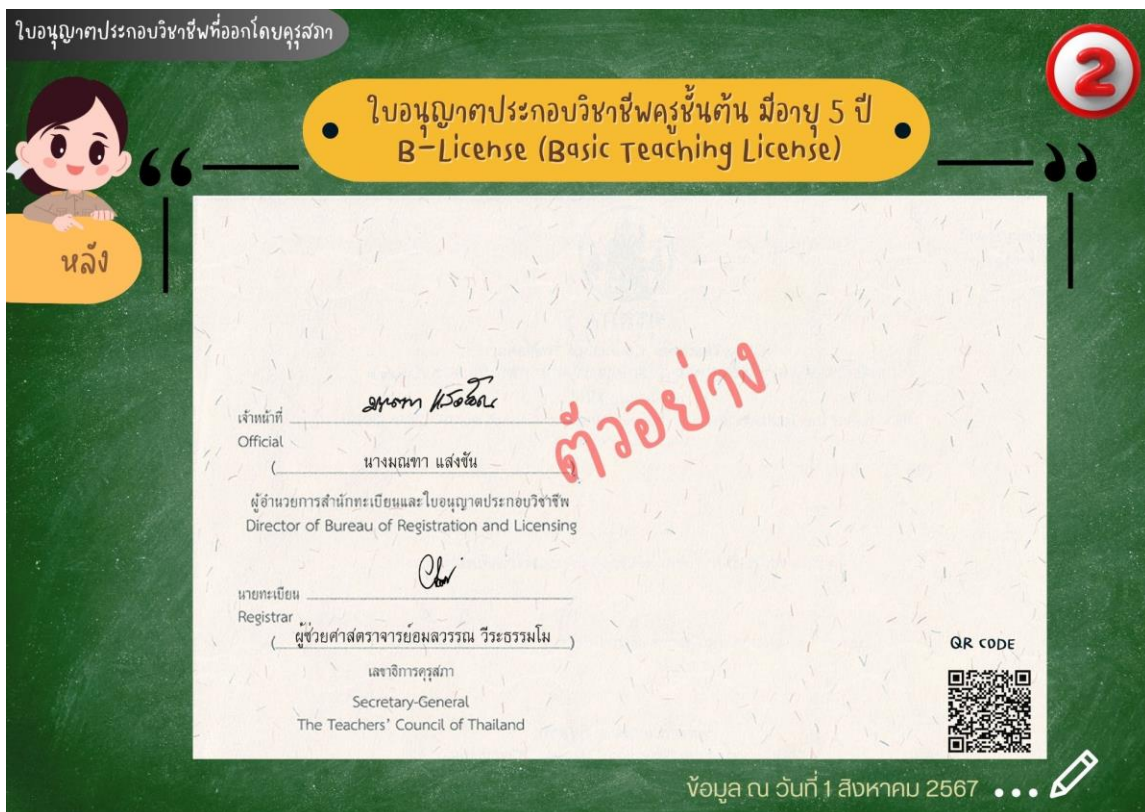 ใบอนุญาตประกอบวิชาชีพที่ออกโดยคุรุสภา
2
ใบอนุญาตประกอบวิชาชีพครูชั้นต้น มีอายุ 5 ปี
B-License (Basic Teaching License)
หลัง
ตัวอย่าง
เจ้าหน้าที่
Official
( นางมณฑา แสงขัน )
ผู้อำนวยการสำนักทะเบียนและใบอนุญาตประกอบวิชาชีพ
Director of Bureau of Registration and Licensing
นายทะเบียน
Registrar
( ผู้ช่วยศาสตราจารย์อมลวรรณ วีระธรรมโม )
เลขาธิการคุรุสภา
Secretary-General
The Teachers' Council of Thailand
QR CODE
ข้อมูล ณ วันที่ 1 สิงหาคม 2567